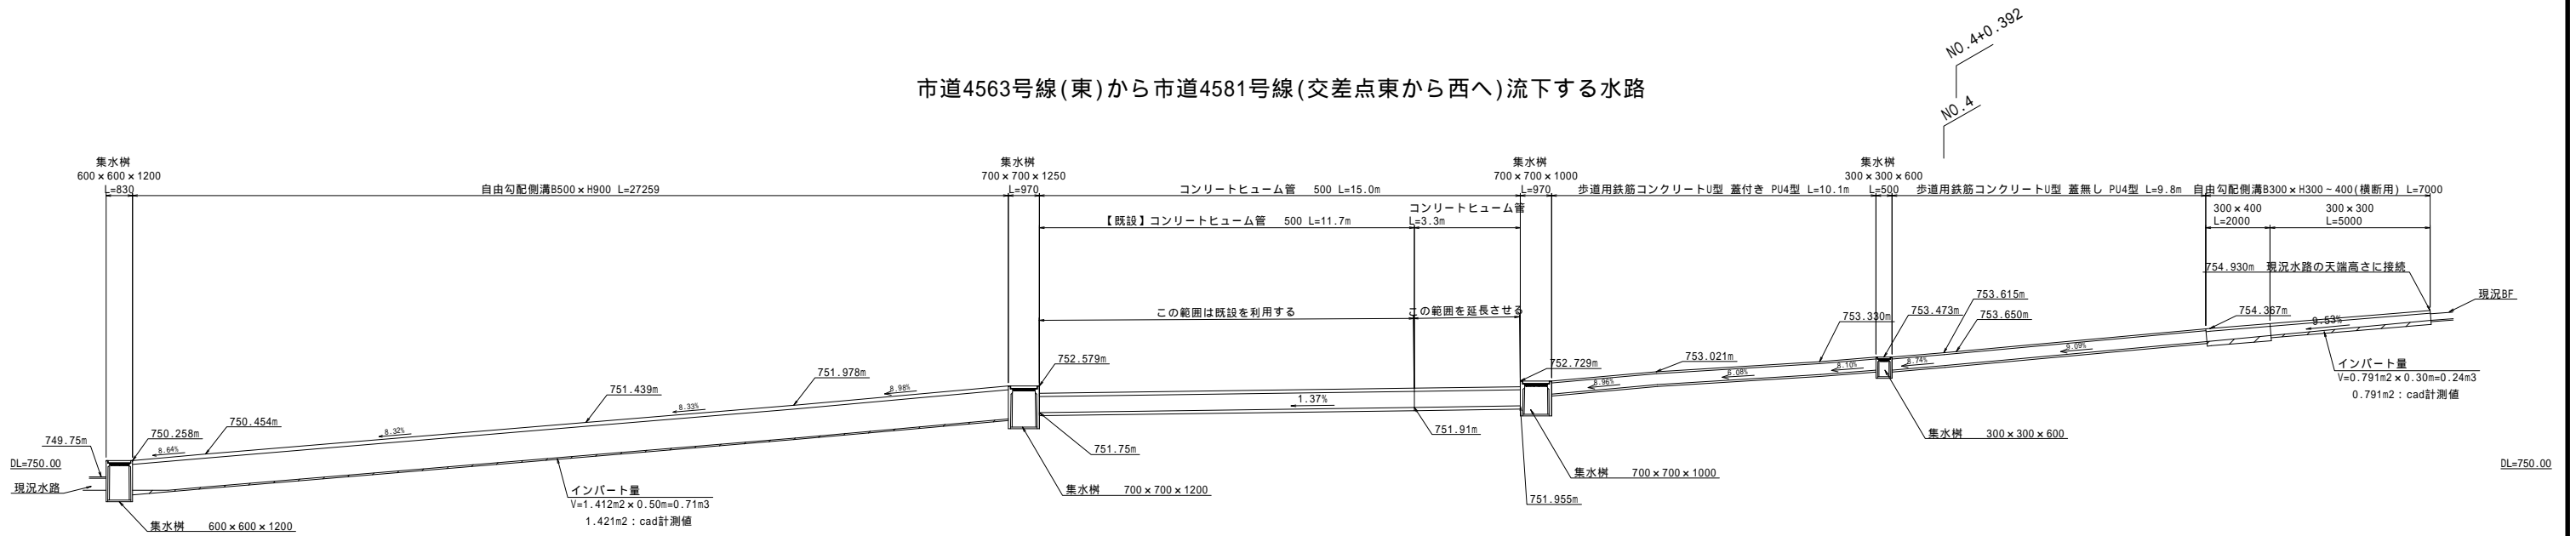 NO.4+0.392
市道4563号線(東)から市道4581号線(交差点東から西へ)流下する水路
NO.4
集水桝
600×600×1200
L=830
自由勾配側溝B500×H900 L=27259
集水桝
700×700×1250
L=970
コンリートヒューム管 500 L=15.0m
集水桝
700×700×1000
L=970
歩道用鉄筋コンクリートU型 蓋付き PU4型 L=10.1m
集水桝
300×300×600
L=500
歩道用鉄筋コンクリートU型 蓋無し PU4型 L=9.8m
自由勾配側溝B300×H300～400(横断用) L=7000
【既設】コンリートヒューム管 500 L=11.7m
コンリートヒューム管
L=3.3m
300×400
L=2000
300×300
L=5000
754.930m 現況水路の天端高さに接続
現況BF
この範囲は既設を利用する
この範囲を延長させる
753.330m
753.473m
753.615m
753.650m
754.367m
9.53%
9.09%
8.74%
8.10%
6.08%
8.96%
インバート量
V=0.791m2×0.30m=0.24m3
0.791m2：cad計測値
752.579m
752.729m
753.021m
751.978m
8.98%
751.439m
8.33%
750.454m
8.32%
750.258m
8.64%
749.75m
DL=750.00
現況水路
1.37%
751.91m
751.75m
751.955m
集水桝 300×300×600
集水桝 700×700×1000
集水桝 700×700×1200
インバート量
V=1.412m2×0.50m=0.71m3
1.421m2：cad計測値
集水桝 600×600×1200
DL=750.00